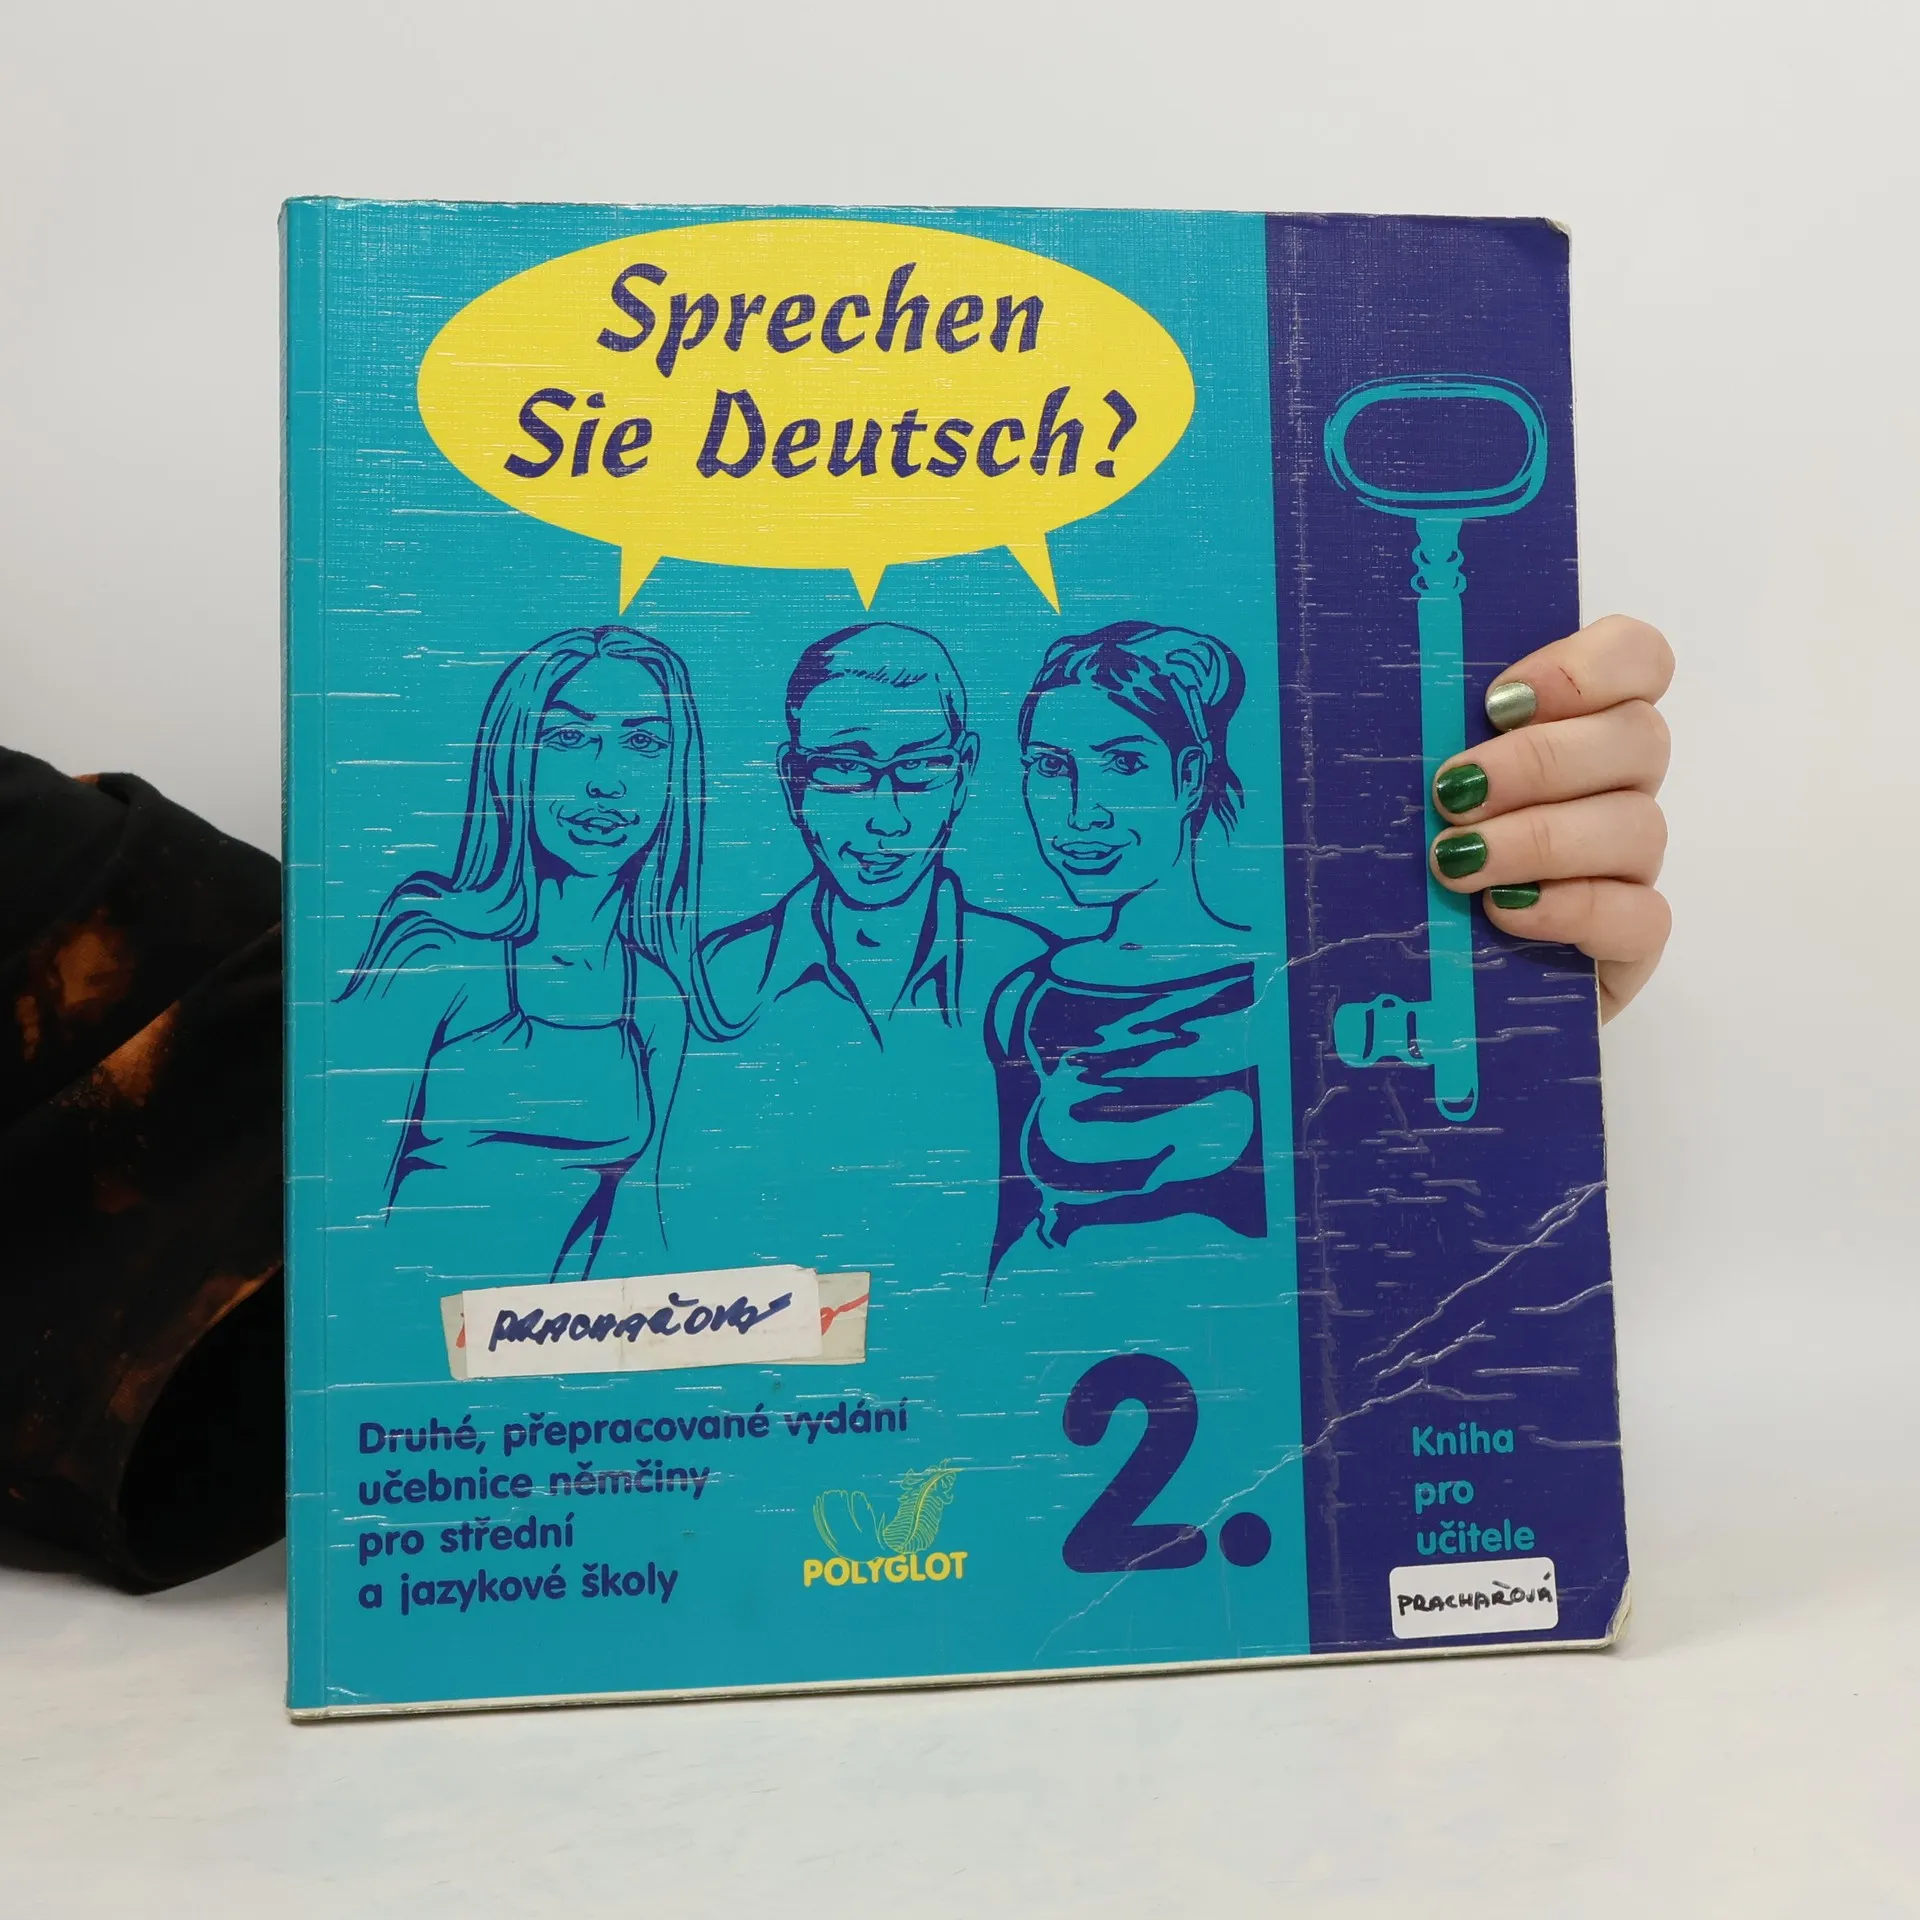 Sprechen
Sie Deutsch?
PRACHAŘOVÁ
Druhé, přepracované vydání
učebnice němčiny
pro střední
a jazykové školy
POLYGLOT
2.
Kniha
pro
učitele
PRACHAŘOVÁ